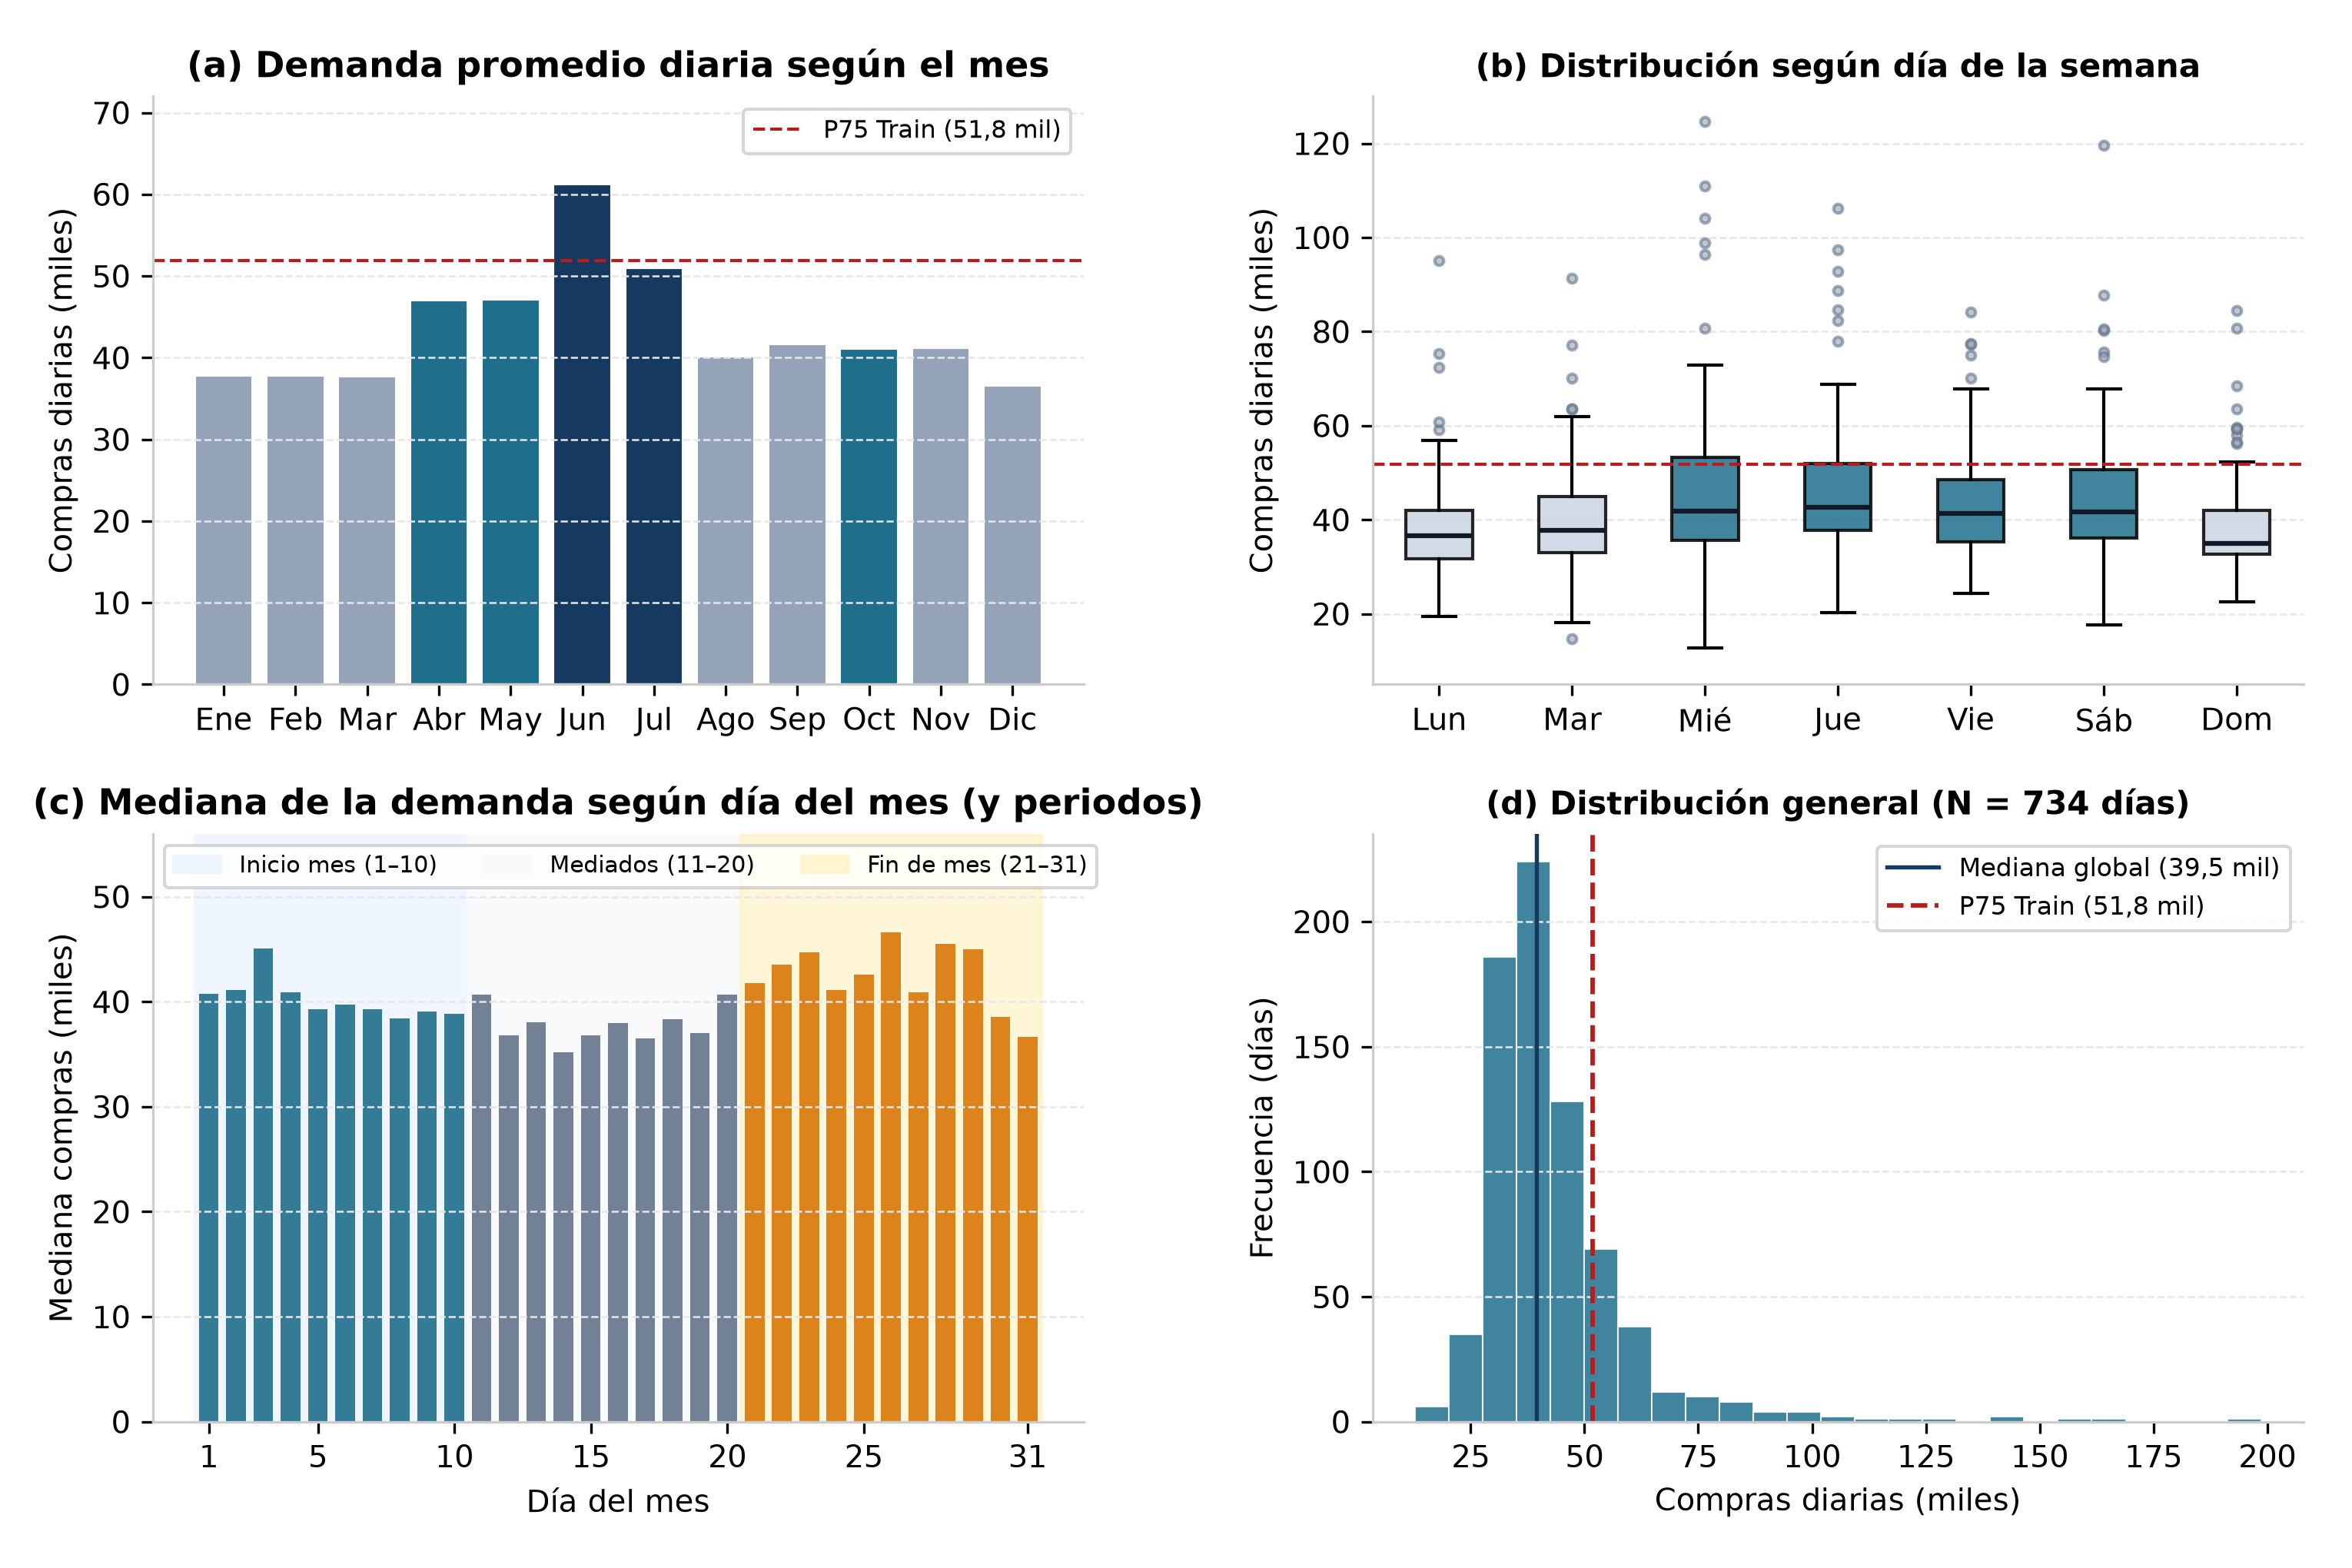 (a) Demanda promedio diaria según el mes
Compras diarias (miles)
70
60
50
40
30
20
10
0
P75 Train (51,8 mil)
Ene Feb Mar Abr May Jun Jul Ago Sep Oct Nov Dic
(b) Distribución según día de la semana
Compras diarias (miles)
120
100
80
60
40
20
Lun Mar Mié Jue Vie Sáb Dom
(c) Mediana de la demanda según día del mes (y periodos)
Inicio mes (1–10) Mediados (11–20) Fin de mes (21–31)
Mediana compras (miles)
50
40
30
20
10
0
1 5 10 15 20 25 31
Día del mes
(d) Distribución general (N = 734 días)
Mediana global (39,5 mil)
P75 Train (51,8 mil)
Frecuencia (días)
200
150
100
50
0
25 50 75 100 125 150 175 200
Compras diarias (miles)